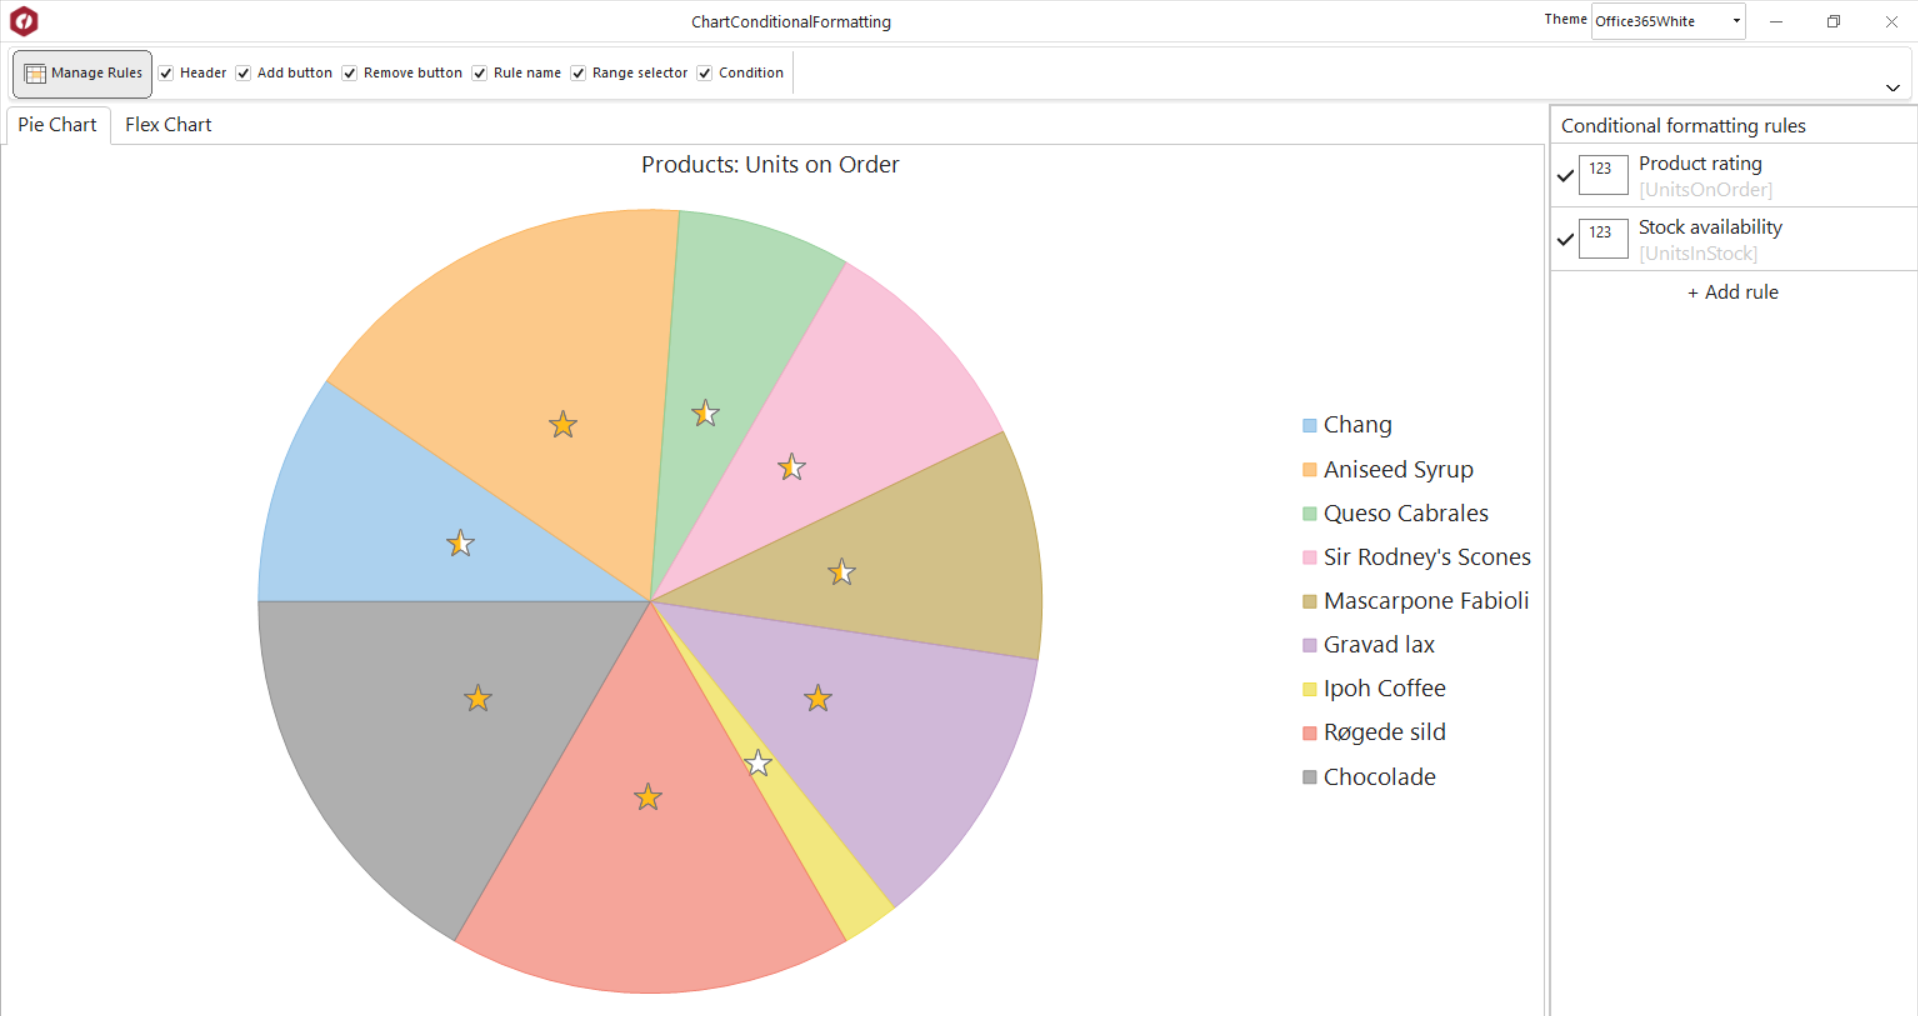 ChartConditionalFormatting
Theme Office365White
Manage Rules Header Add button Remove button Rule name Range selector Condition
Pie Chart Flex Chart
Products: Units on Order
Chang
Aniseed Syrup
Queso Cabrales
Sir Rodney's Scones
Mascarpone Fabioli
Gravad lax
Ipoh Coffee
Røgede sild
Chocolade
Conditional formatting rules
123 Product rating
[UnitsOnOrder]
123 Stock availability
[UnitsInStock]
+ Add rule